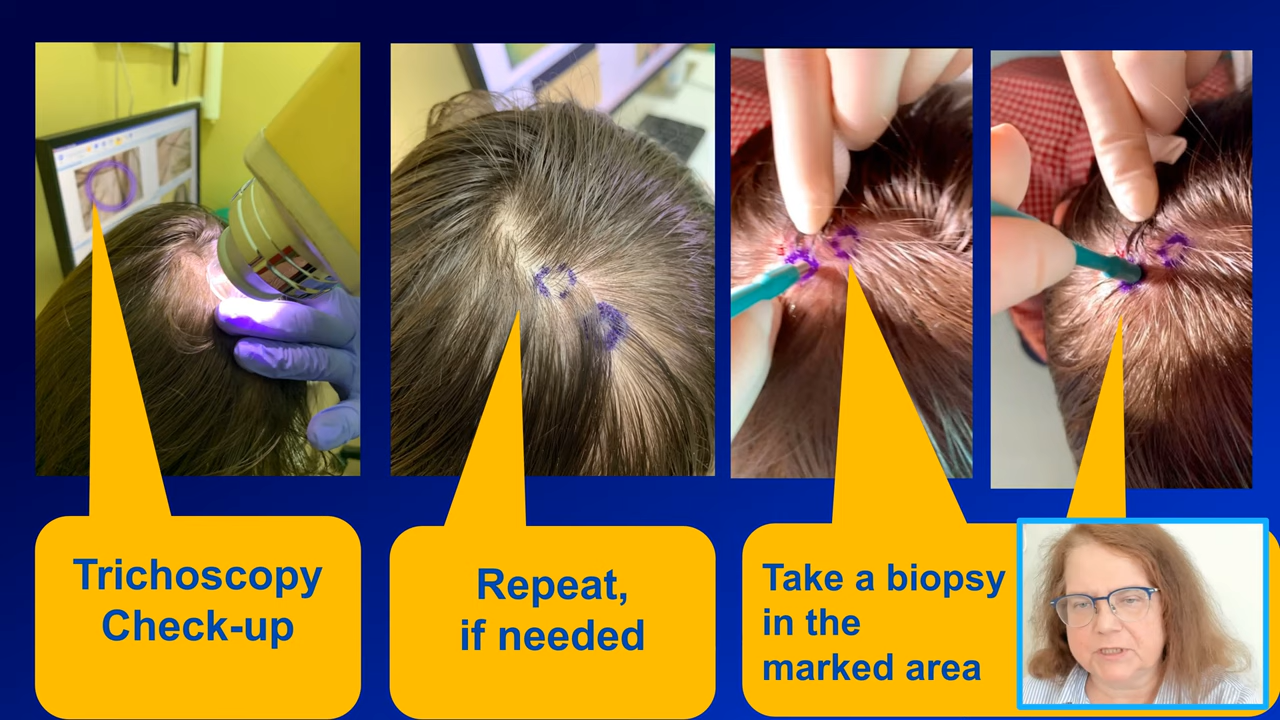 Trichoscopy
Check-up
Repeat,
if needed
Take a biopsy
in the
marked area